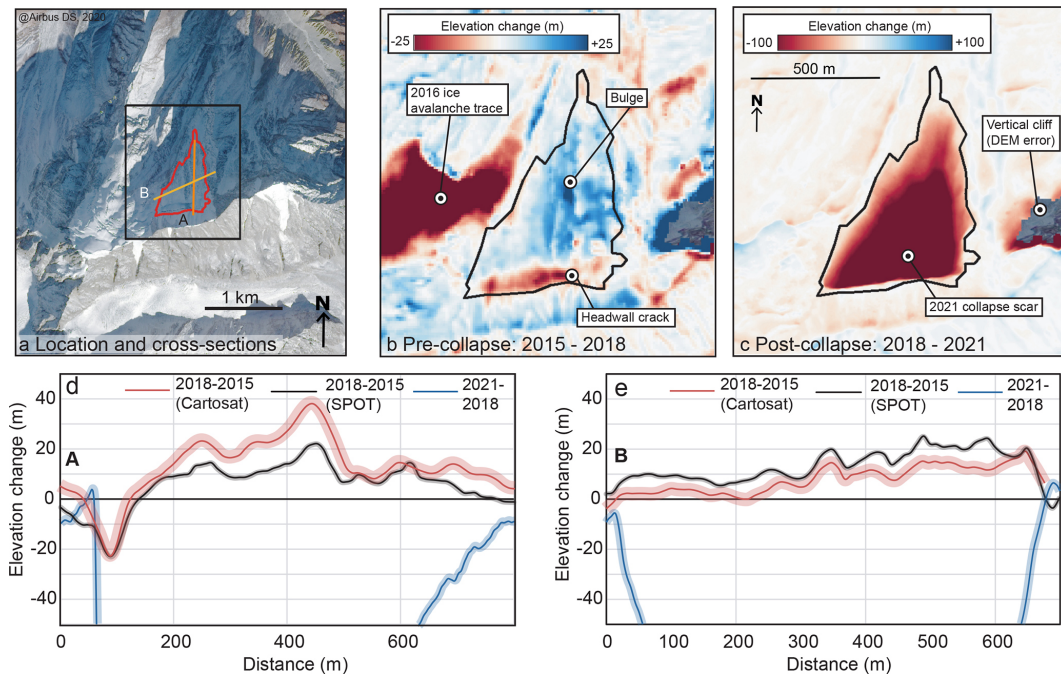 @Airbus DS, 2020
B
A
1 km
N
a Location and cross-sections
Elevation change (m)
-25
+25
2016 ice
avalanche trace
Bulge
Headwall crack
b Pre-collapse: 2015 - 2018
Elevation change (m)
-100
+100
500 m
N
Vertical cliff
(DEM error)
2021 collapse scar
c Post-collapse: 2018 - 2021
d
2018-2015
(Cartosat)
2018-2015
(SPOT)
2021-
2018
A
Elevation change (m)
40
20
0
-20
-40
0
200
400
600
Distance (m)
e
2018-2015
(Cartosat)
2018-2015
(SPOT)
2021-
2018
B
Elevation change (m)
40
20
0
-20
-40
0
100
200
300
400
500
600
Distance (m)